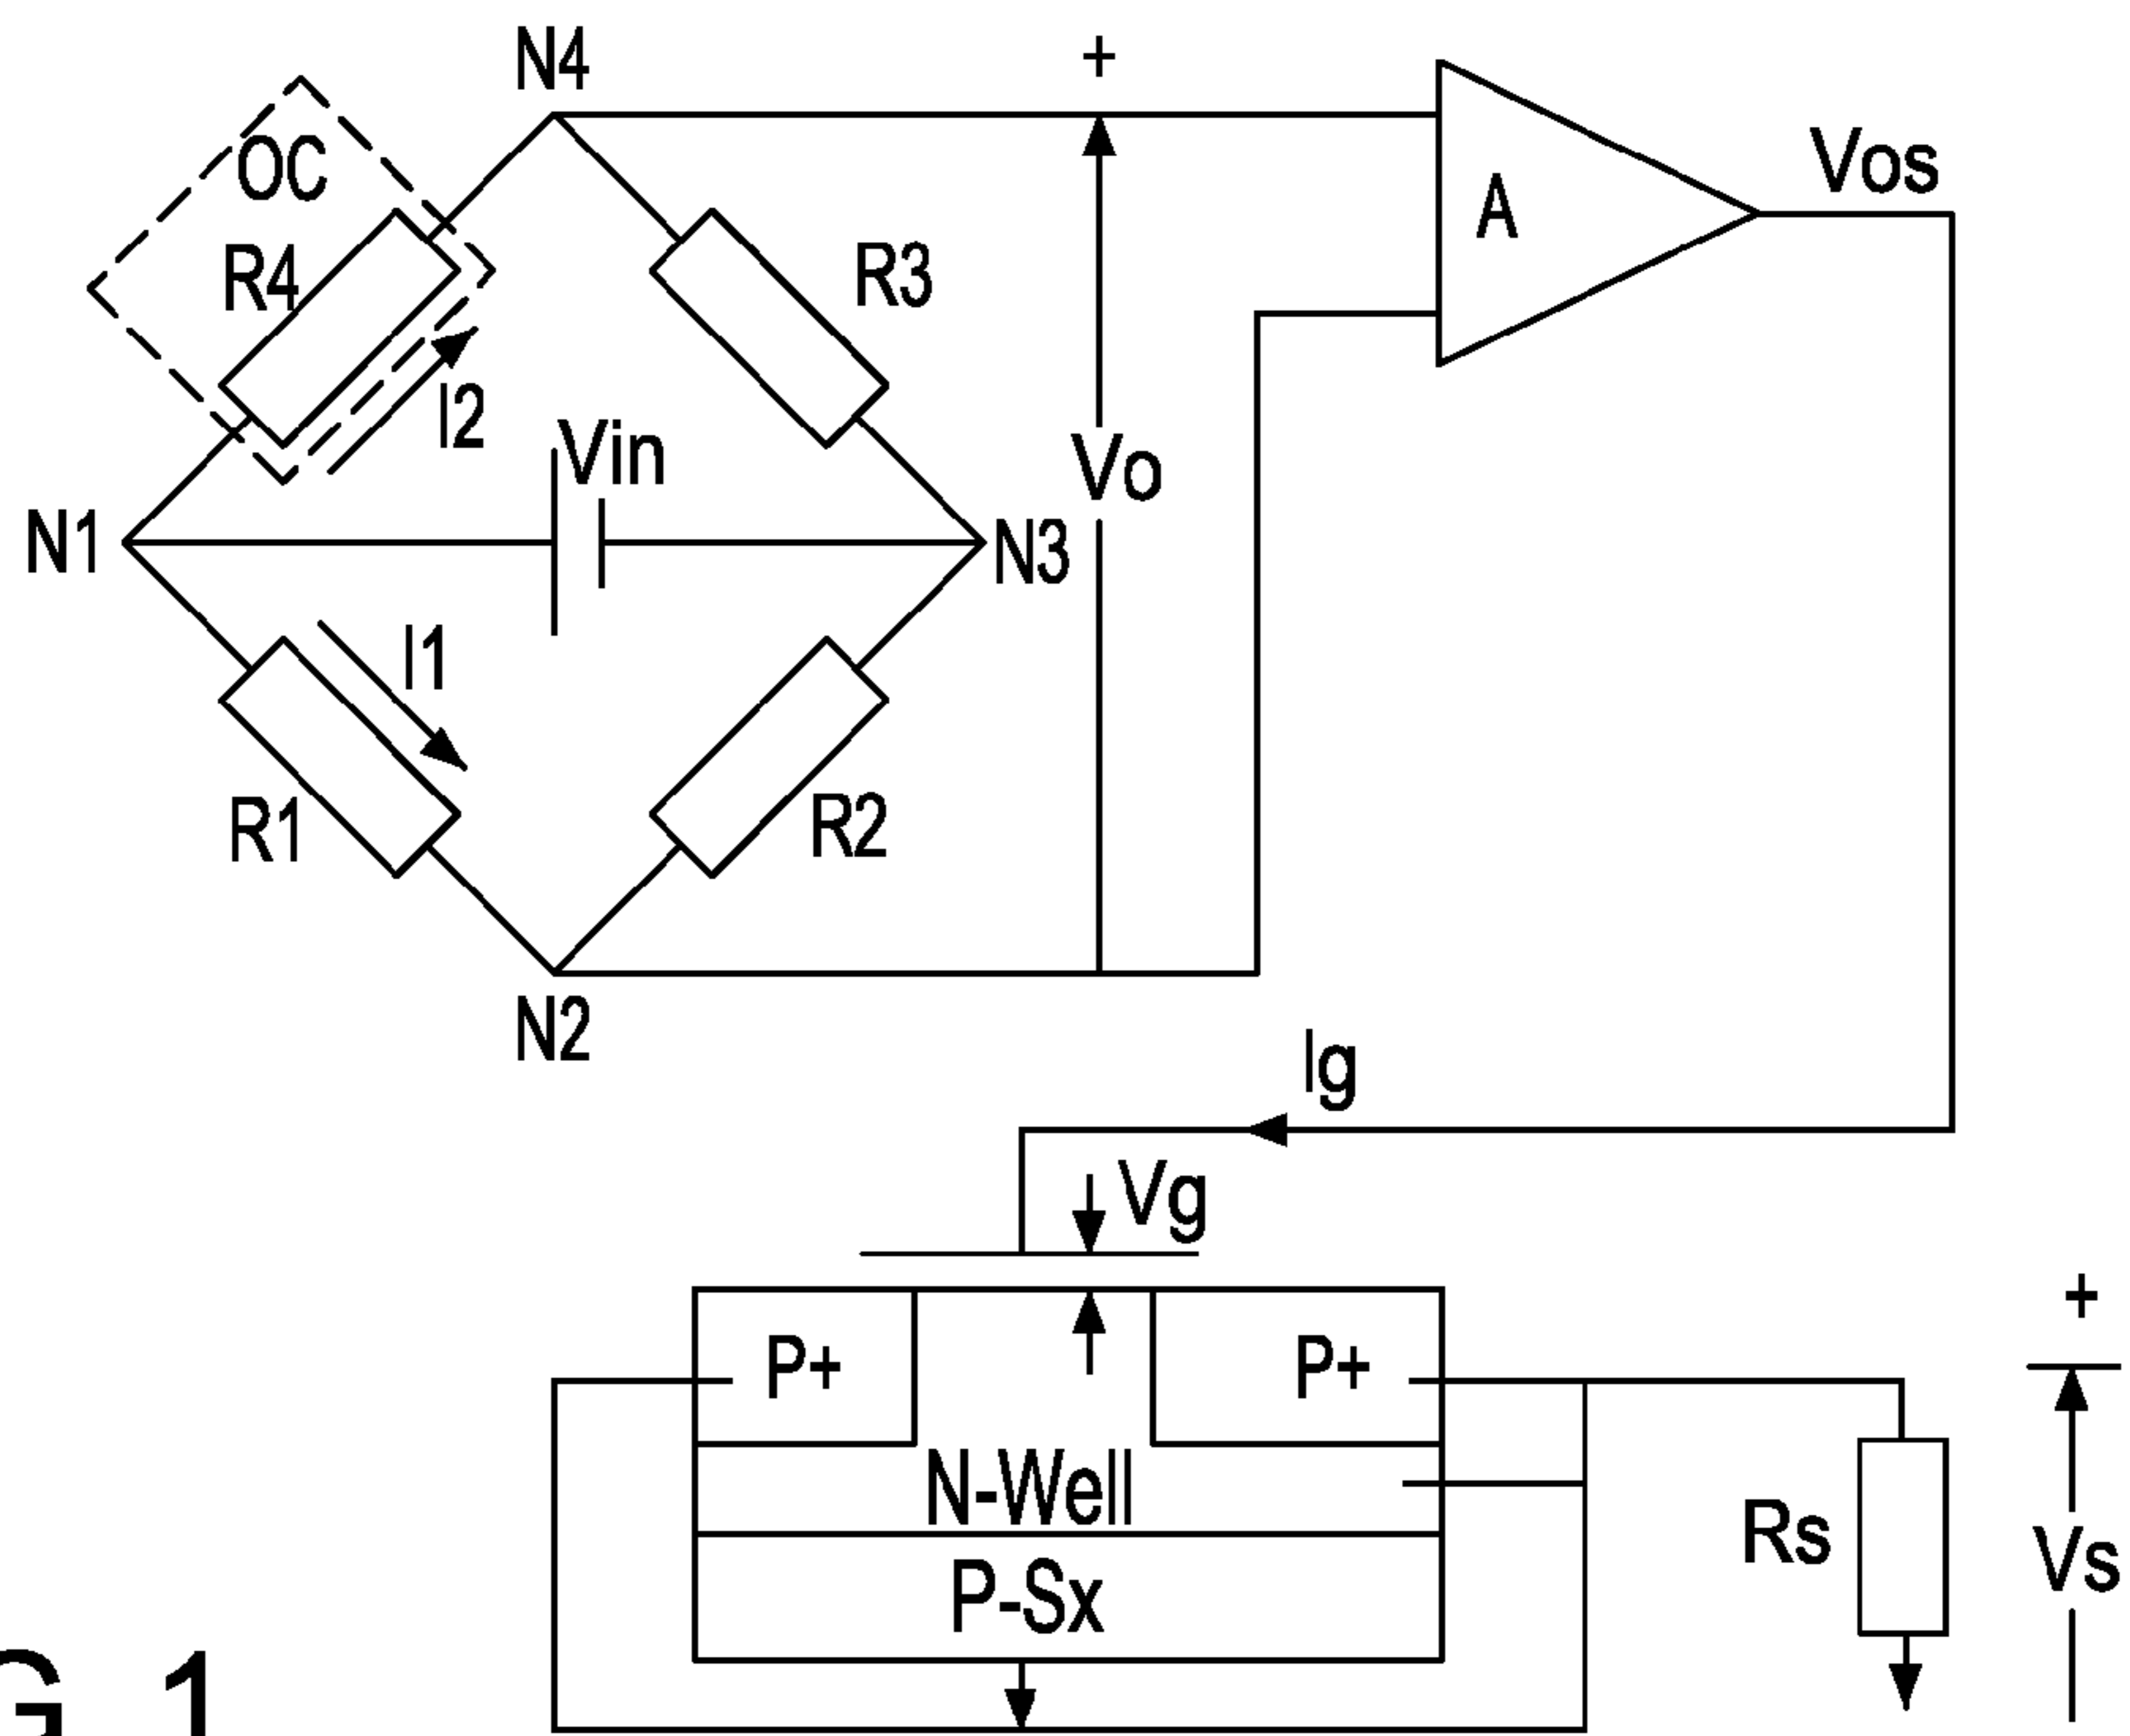 N4
+
OC
Vos
A
R4
R3
I2
Vin
Vo
N1
N3
I1
R1
R2
N2
Ig
Vg
+
P+
P+
N-Well
Rs
Vs
P-Sx
G 1